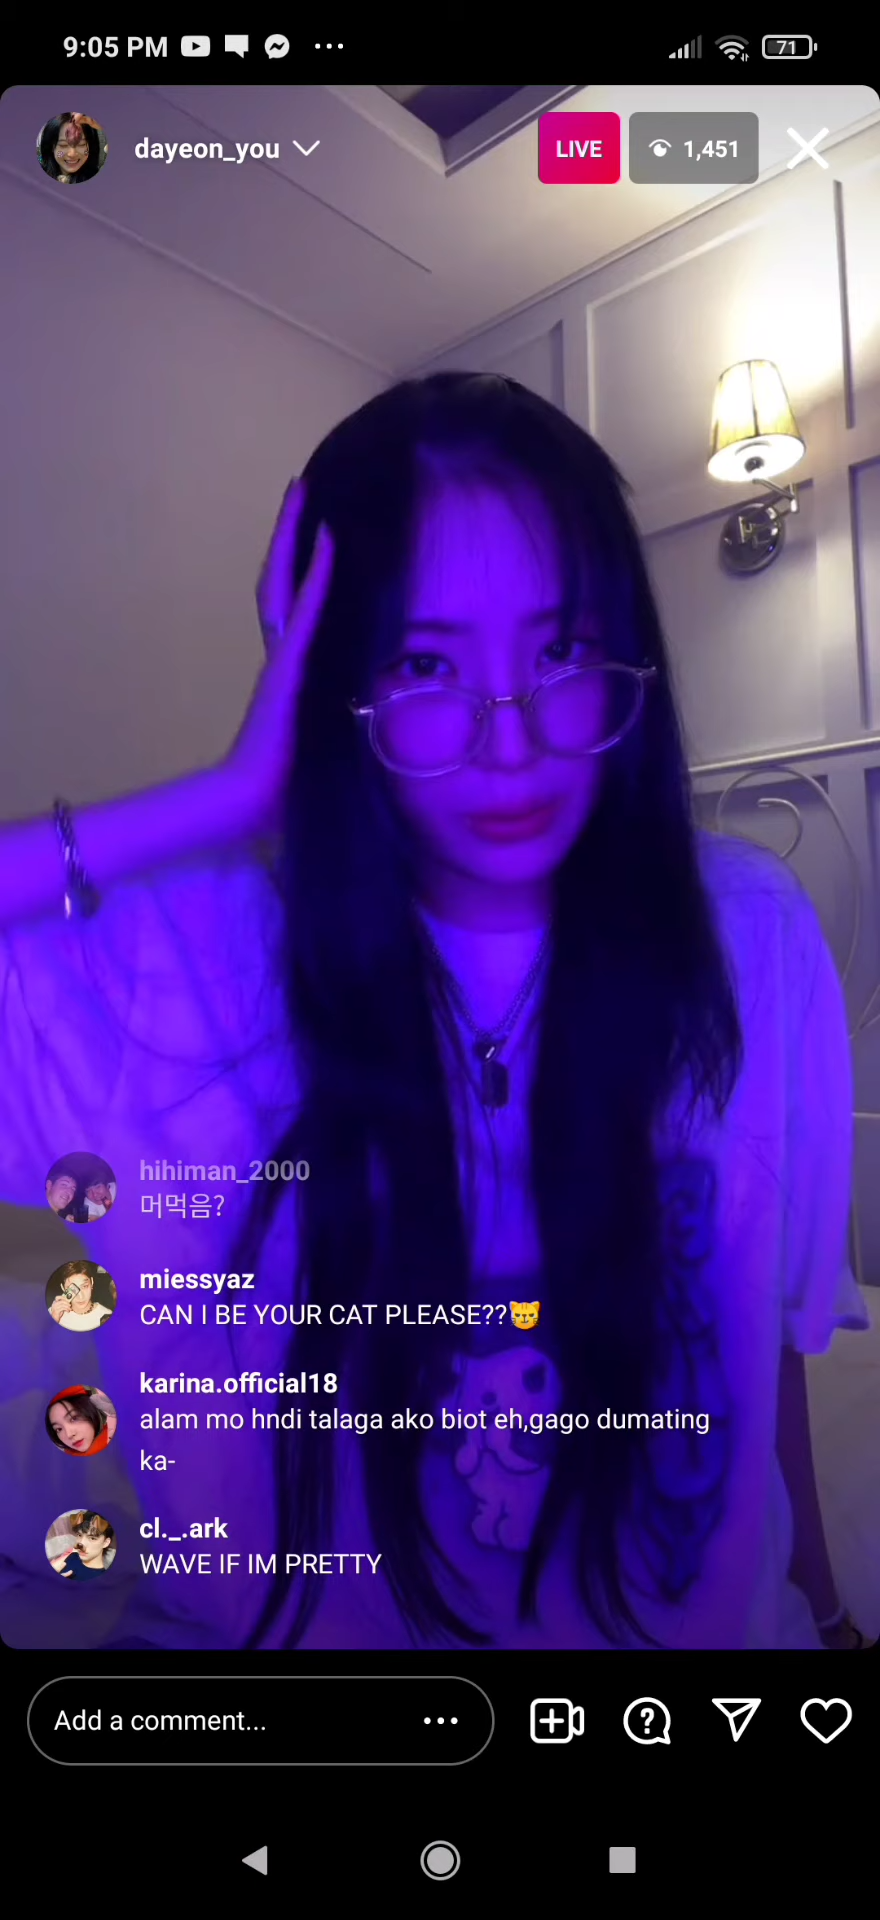 9:05 PM
71
dayeon_you
LIVE
1,451
hihiman_2000
머먹음?
miessyaz
CAN I BE YOUR CAT PLEASE??😼
karina.official18
alam mo hndi talaga ako biot eh,gago dumating
ka-
cl._.ark
WAVE IF IM PRETTY
Add a comment...